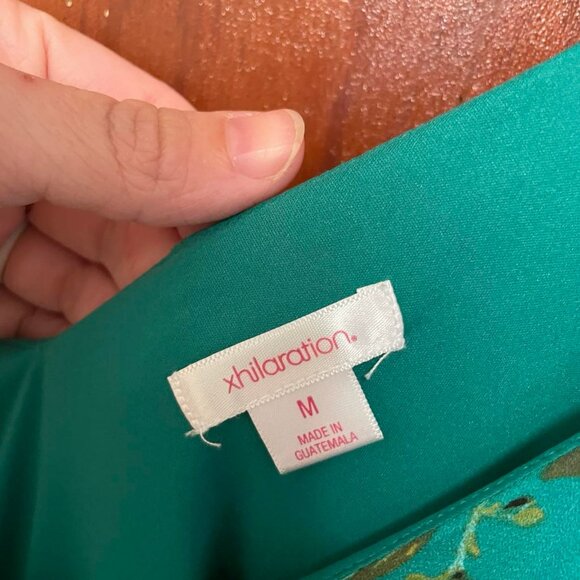 xhilaration.
M
MADE IN
GUATEMALA